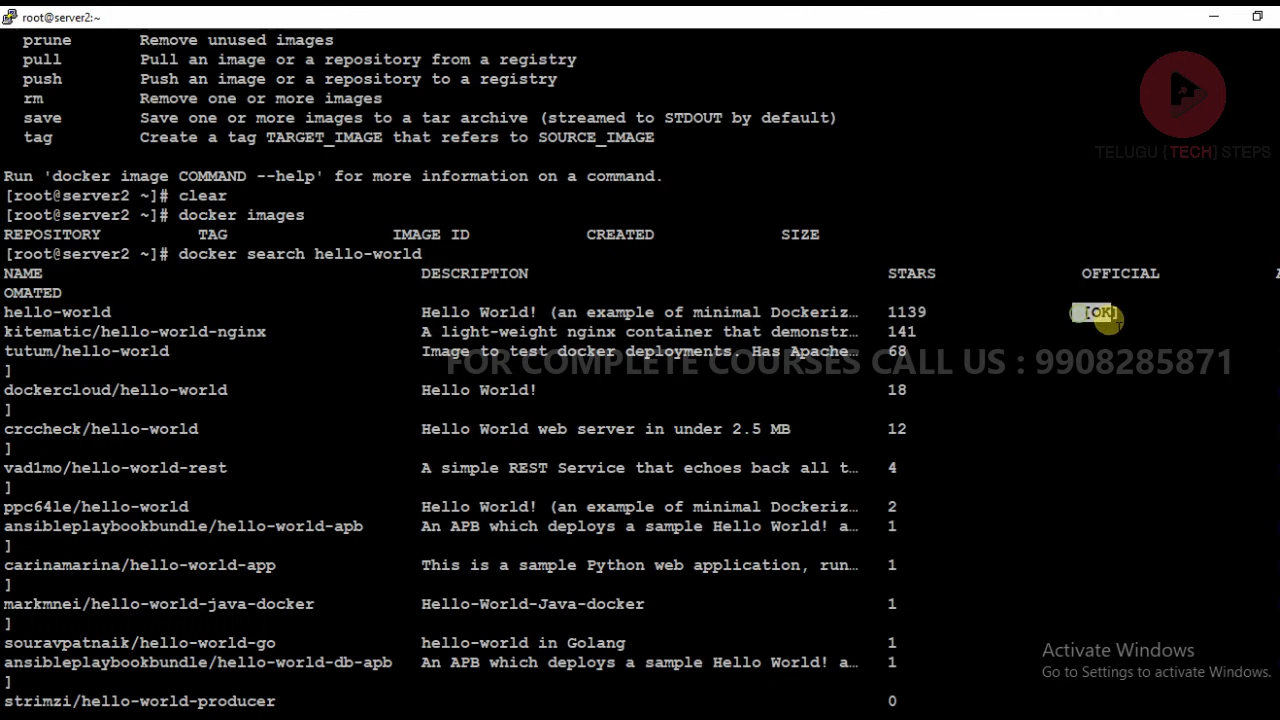 root@server2:~
prune Remove unused images
pull Pull an image or a repository from a registry
push Push an image or a repository to a registry
rm Remove one or more images
save Save one or more images to a tar archive (streamed to STDOUT by default)
tag Create a tag TARGET_IMAGE that refers to SOURCE_IMAGE
TELUGU {TECH} STEPS
Run 'docker image COMMAND --help' for more information on a command.
[root@server2 ~]# clear
[root@server2 ~]# docker images
REPOSITORY TAG IMAGE ID CREATED SIZE
[root@server2 ~]# docker search hello-world
NAME DESCRIPTION STARS OFFICIAL A
OMATED
hello-world Hello World! (an example of minimal Dockeriz… 1139 [OK]
kitematic/hello-world-nginx A light-weight nginx container that demonstr… 141
tutum/hello-world Image to test docker deployments. Has Apache… 68
FOR COMPLETE COURSES CALL US : 9908285871
]
dockercloud/hello-world Hello World! 18
]
crccheck/hello-world Hello World web server in under 2.5 MB 12
]
vad1mo/hello-world-rest A simple REST Service that echoes back all t… 4
]
ppc64le/hello-world Hello World! (an example of minimal Dockeriz… 2
ansibleplaybookbundle/hello-world-apb An APB which deploys a sample Hello World! a… 1
]
carinamarina/hello-world-app This is a sample Python web application, run… 1
]
markmnei/hello-world-java-docker Hello-World-Java-docker 1
]
souravpatnaik/hello-world-go hello-world in Golang 1
ansibleplaybookbundle/hello-world-db-apb An APB which deploys a sample Hello World! a… 1
]
strimzi/hello-world-producer 0
Activate Windows
Go to Settings to activate Windows.